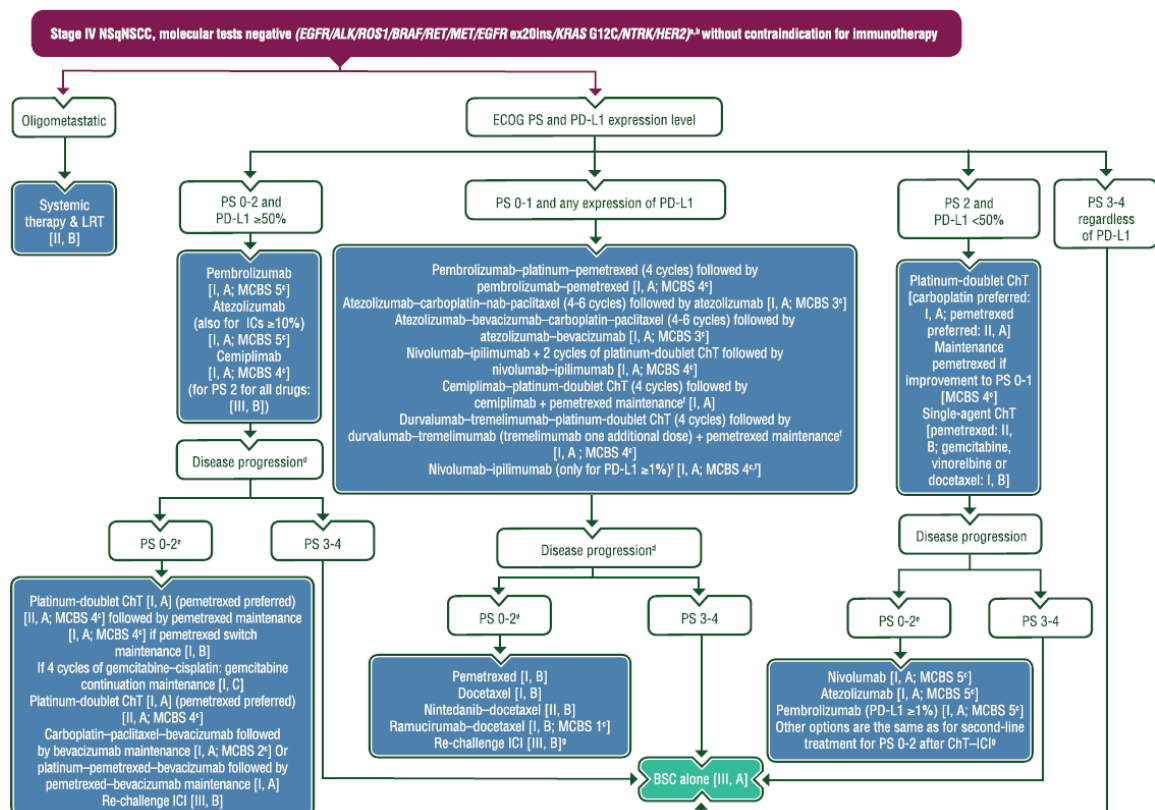 Stage IV NSqNSCC, molecular tests negative (EGFR/ALK/ROS1/BRAF/RET/MET/EGFR ex20ins/KRAS G12C/NTRK/HER2)a,b without contraindication for immunotherapy
Oligometastatic
ECOG PS and PD-L1 expression level
Systemic
therapy & LRT
[II, B]
PS 0-2 and
PD-L1 ≥50%
PS 0-1 and any expression of PD-L1
PS 2 and
PD-L1 <50%
PS 3-4
regardless
of PD-L1
Pembrolizumab
[I, A; MCBS 5c]
Atezolizumab
(also for ICs ≥10%)
[I, A; MCBS 5c]
Cemiplimab
[I, A; MCBS 4c]
(for PS 2 for all drugs:
[III, B])
Pembrolizumab–platinum–pemetrexed (4 cycles) followed by
pembrolizumab–pemetrexed [I, A; MCBS 4c]
Atezolizumab–carboplatin–nab-paclitaxel (4-6 cycles) followed by atezolizumab [I, A; MCBS 3c]
Atezolizumab–bevacizumab–carboplatin–paclitaxel (4-6 cycles) followed by
atezolizumab–bevacizumab [I, A; MCBS 3c]
Nivolumab–ipilimumab + 2 cycles of platinum-doublet ChT followed by
nivolumab–ipilimumab [I, A; MCBS 4c]
Cemiplimab–platinum-doublet ChT (4 cycles) followed by
cemiplimab + pemetrexed maintenancef [I, A]
Durvalumab–tremelimumab–platinum-doublet ChT (4 cycles) followed by
durvalumab–tremelimumab (tremelimumab one additional dose) + pemetrexed maintenancef
[I, A ; MCBS 4c]
Nivolumab–ipilimumab (only for PD-L1 ≥1%)f [I, A; MCBS 4c,f]
Platinum-doublet ChT
[carboplatin preferred:
I, A; pemetrexed
preferred: II, A]
Maintenance
pemetrexed if
improvement to PS 0-1
[MCBS 4c]
Single-agent ChT
[pemetrexed: II,
B; gemcitabine,
vinorelbine or
docetaxel: I, B]
Disease progressiond
Disease progressiond
Disease progression
PS 0-2e
PS 3-4
PS 0-2e
PS 3-4
PS 0-2e
PS 3-4
Platinum-doublet ChT [I, A] (pemetrexed preferred)
[II, A; MCBS 4c] followed by pemetrexed maintenance
[I, A; MCBS 4c] if pemetrexed switch
maintenance [I, B]
If 4 cycles of gemcitabine–cisplatin: gemcitabine
continuation maintenance [I, C]
Platinum-doublet ChT [I, A] (pemetrexed preferred)
[II, A; MCBS 4c]
Carboplatin–paclitaxel–bevacizumab followed
by bevacizumab maintenance [I, A; MCBS 2c] Or
platinum–pemetrexed–bevacizumab followed by
pemetrexed–bevacizumab maintenance [I, A]
Re-challenge ICI [III, B]
Pemetrexed [I, B]
Docetaxel [I, B]
Nintedanib–docetaxel [II, B]
Ramucirumab–docetaxel [I, B; MCBS 1c]
Re-challenge ICI [III, B]g
Nivolumab [I, A; MCBS 5c]
Atezolizumab [I, A; MCBS 5c]
Pembrolizumab (PD-L1 ≥1%) [I, A; MCBS 5c]
Other options are the same as for second-line
treatment for PS 0-2 after ChT–ICIg
BSC alone [III, A]